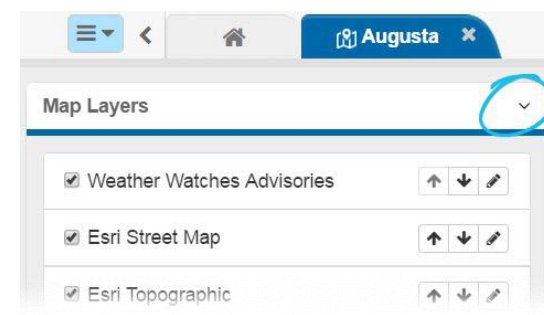 Augusta
Map Layers
Weather Watches Advisories
Esri Street Map
Esri Topographic